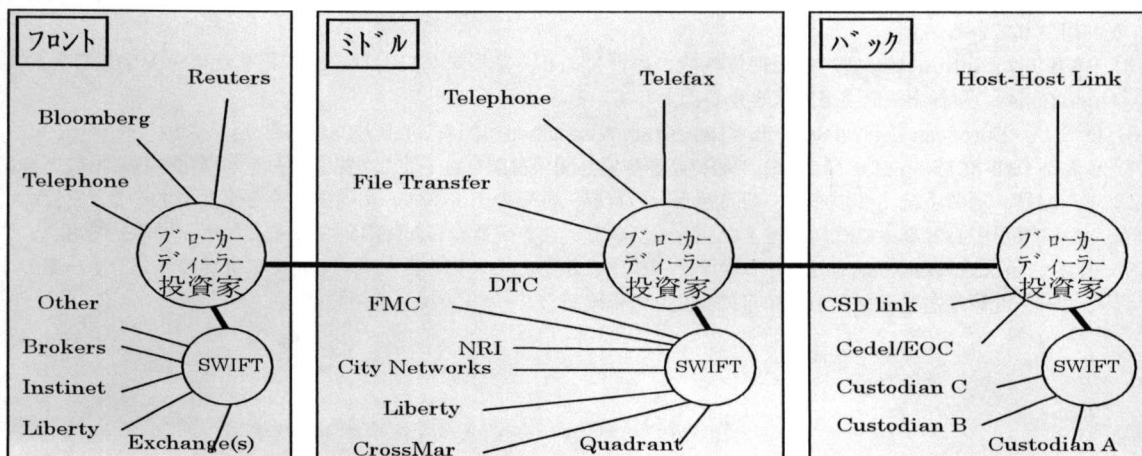 フロント
Reuters
Bloomberg
Telephone
ブローカー
ディーラー
投資家
Other
Brokers
Instinet
Liberty
Exchange(s)
SWIFT
ミドル
Telefax
Telephone
File Transfer
ブローカー
ディーラー
投資家
DTC
FMC
NRI
City Networks
Liberty
CrossMar
Quadrant
SWIFT
バック
Host-Host Link
ブローカー
ディーラー
投資家
CSD link
Cedel/EOC
Custodian C
Custodian B
Custodian A
SWIFT